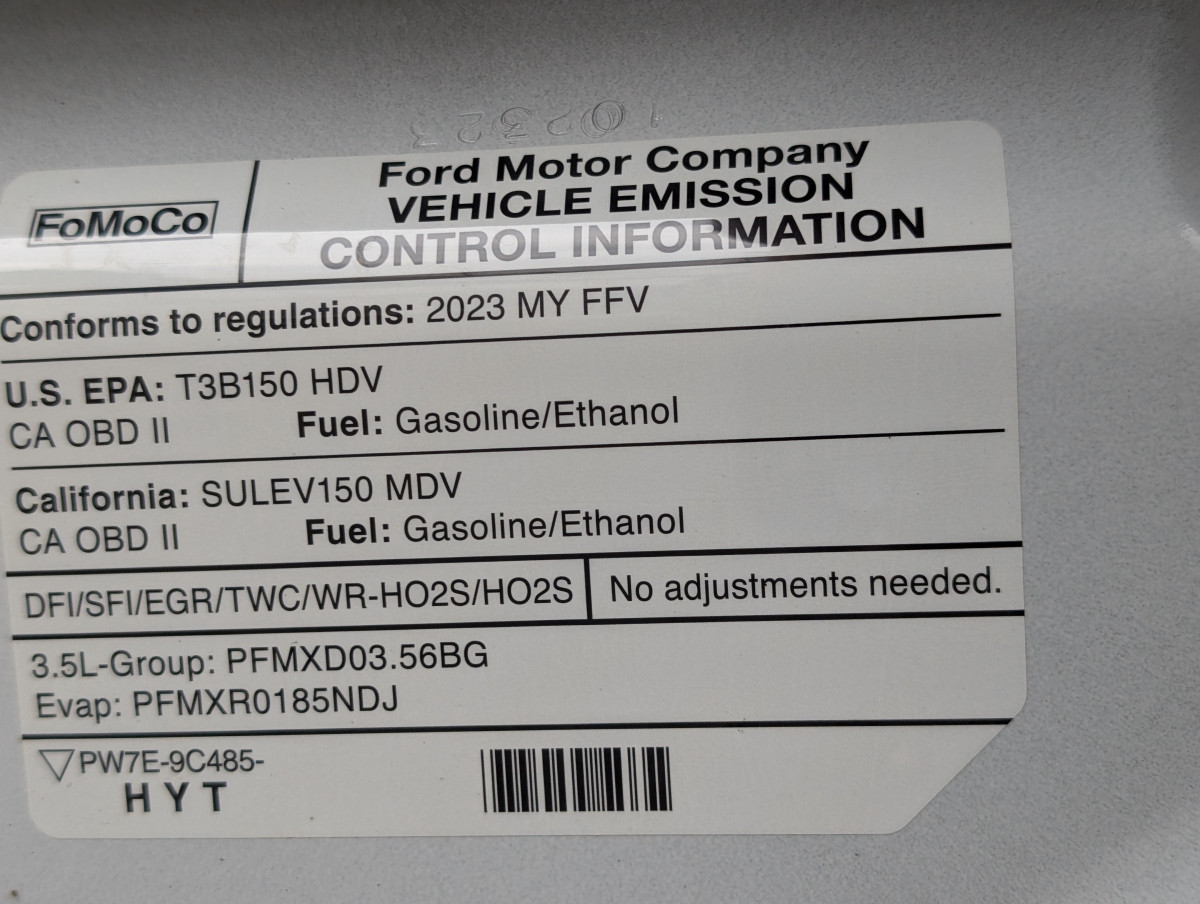 FoMoCo
Ford Motor Company
VEHICLE EMISSION
CONTROL INFORMATION
Conforms to regulations: 2023 MY FFV
U.S. EPA: T3B150 HDV
CA OBD II Fuel: Gasoline/Ethanol
California: SULEV150 MDV
CA OBD II Fuel: Gasoline/Ethanol
DFI/SFI/EGR/TWC/WR-HO2S/HO2S
No adjustments needed.
3.5L-Group: PFMXD03.56BG
Evap: PFMXR0185NDJ
PW7E-9C485-
HYT